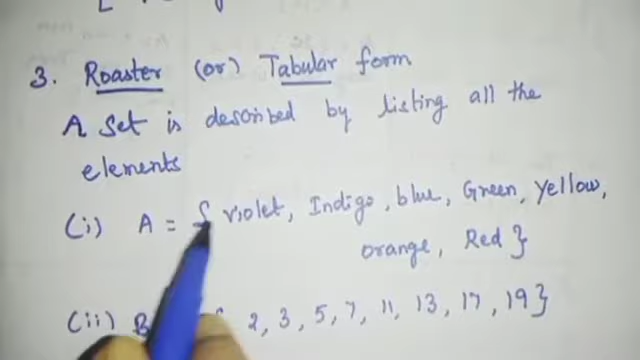 3. Roaster (or) Tabular form
A set is described by listing all the
elements
(i) A = { violet, Indigo, blue, Green, yellow,
orange, Red }
(ii) B 2, 3, 5, 7, 11, 13, 17, 19}